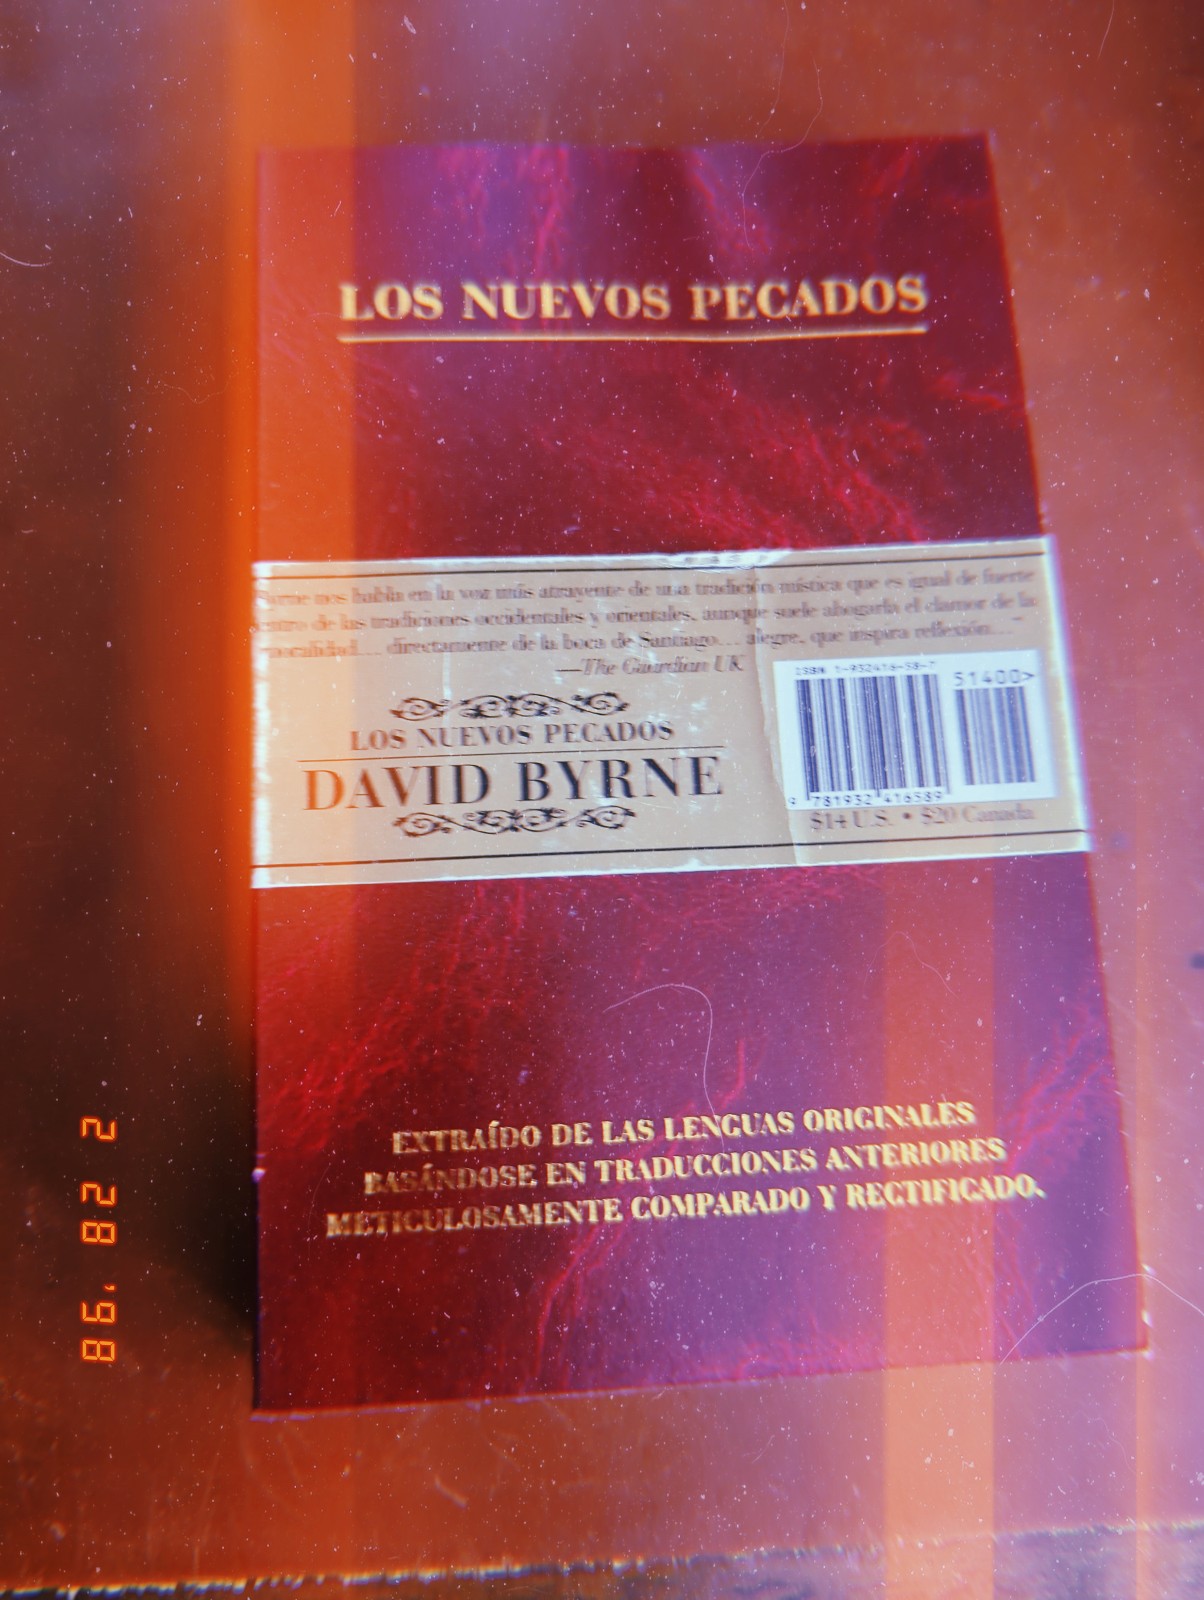 LOS NUEVOS PECADOS
Byrne nos habla en la voz más atrayente de una tradición mística que es igual de fuerte
de las tradiciones occidentales y orientales, aunque suele ahogarla el clamor de la
directamente de la boca de Santiago... alegre, que inspira reflexión...”
—The Guardian UK
ISBN 1-932416-58-7
51400>
LOS NUEVOS PECADOS
DAVID BYRNE
9 781932 416589
$14 U.S. • $20 Canada
EXTRAÍDO DE LAS LENGUAS ORIGINALES
BASÁNDOSE EN TRADUCCIONES ANTERIORES
METICULOSAMENTE COMPARADO Y RECTIFICADO.
2 28 '98